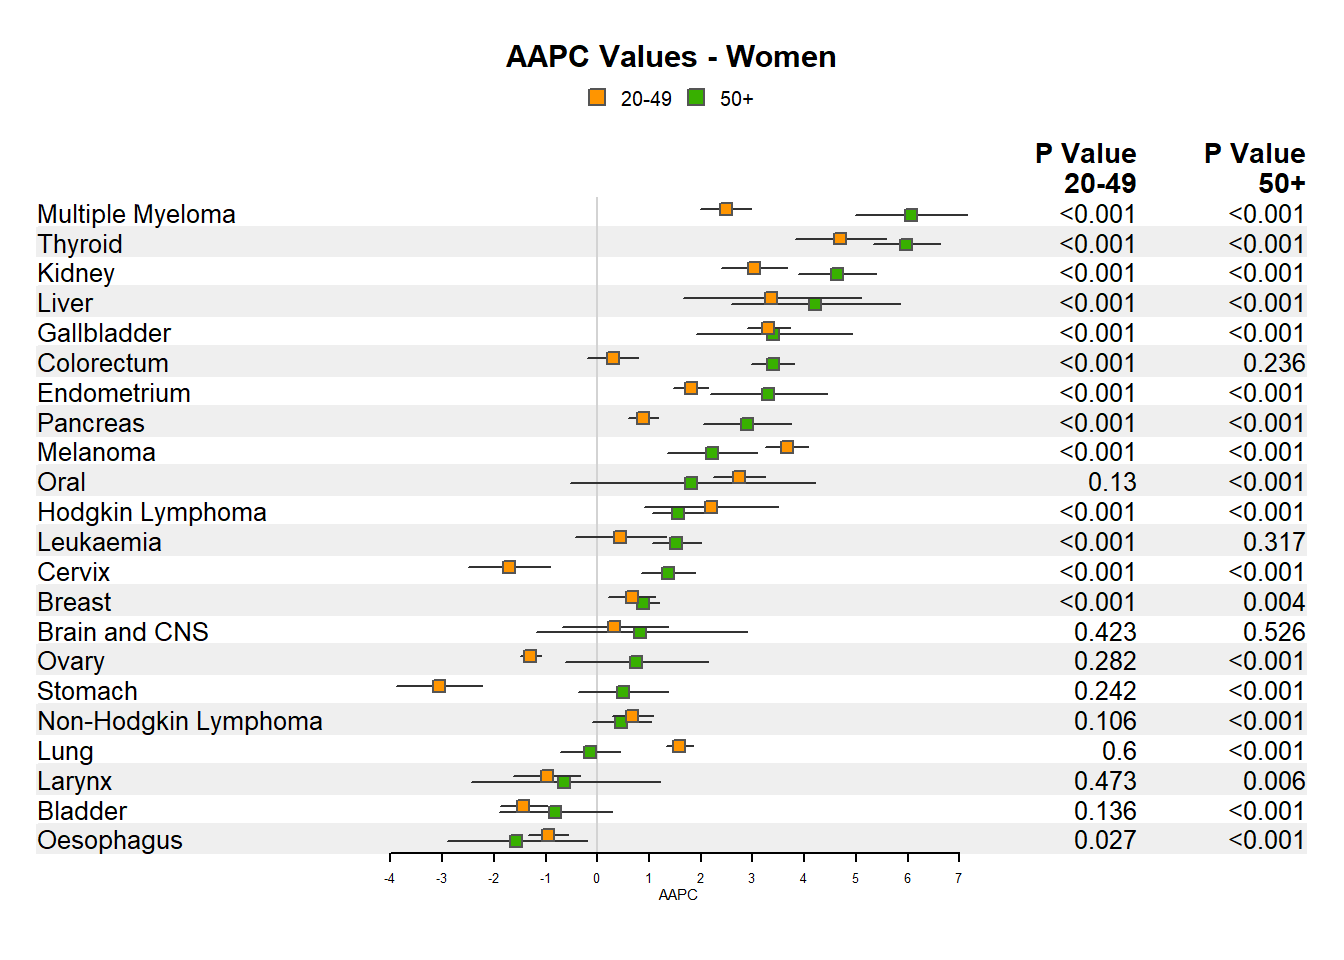 AAPC Values - Women
20-49 50+
P Value P Value
20-49 50+
Multiple Myeloma <0.001 <0.001
Thyroid <0.001 <0.001
Kidney <0.001 <0.001
Liver <0.001 <0.001
Gallbladder <0.001 <0.001
Colorectum <0.001 0.236
Endometrium <0.001 <0.001
Pancreas <0.001 <0.001
Melanoma <0.001 <0.001
Oral 0.13 <0.001
Hodgkin Lymphoma <0.001 <0.001
Leukaemia <0.001 0.317
Cervix <0.001 <0.001
Breast <0.001 0.004
Brain and CNS 0.423 0.526
Ovary 0.282 <0.001
Stomach 0.242 <0.001
Non-Hodgkin Lymphoma 0.106 <0.001
Lung 0.6 <0.001
Larynx 0.473 0.006
Bladder 0.136 <0.001
Oesophagus 0.027 <0.001
-4 -3 -2 -1 0 1 2 3 4 5 6 7
AAPC